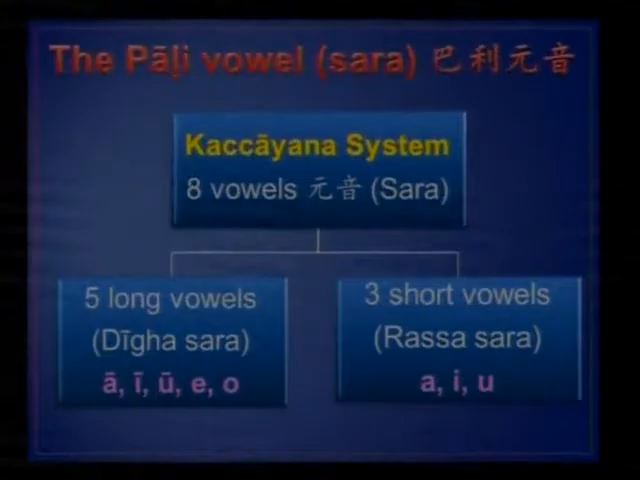 The Pāḷi vowel (sara) 巴利元音
Kaccāyana System
8 vowels 元音 (Sara)
5 long vowels
(Dīgha sara)
ā, ī, ū, e, o
3 short vowels
(Rassa sara)
a, i, u